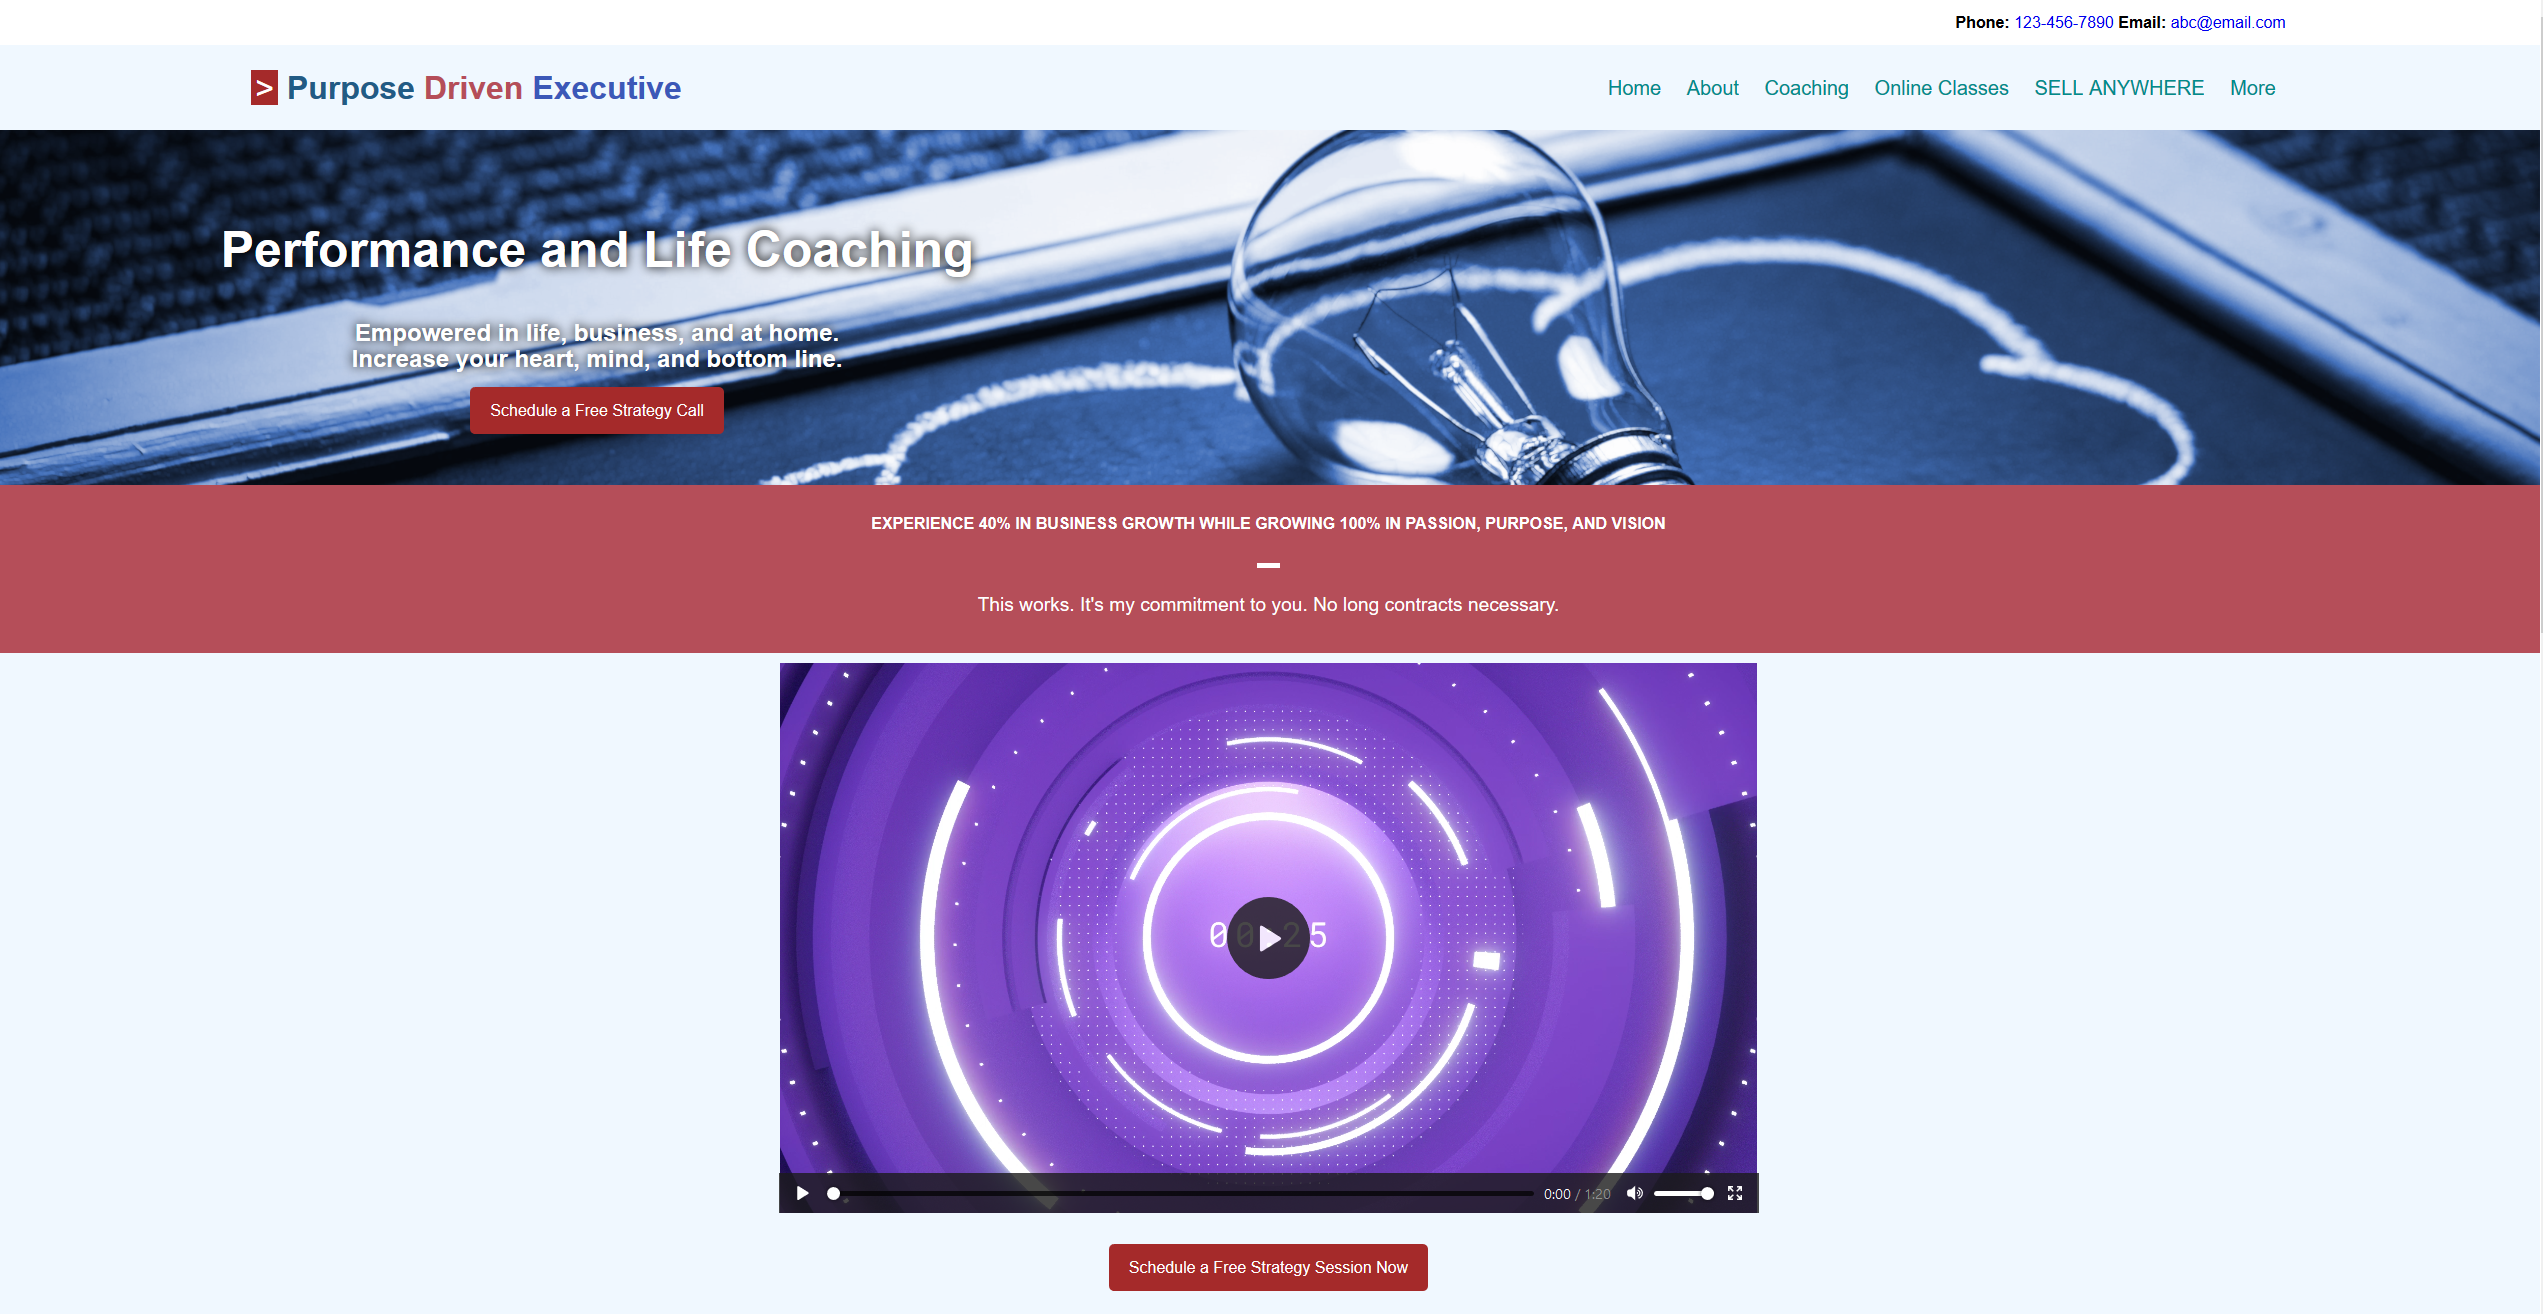 Phone: 123-456-7890 Email: abc@email.com
> Purpose Driven Executive
Home About Coaching Online Classes SELL ANYWHERE More
Performance and Life Coaching
Empowered in life, business, and at home.
Increase your heart, mind, and bottom line.
Schedule a Free Strategy Call
EXPERIENCE 40% IN BUSINESS GROWTH WHILE GROWING 100% IN PASSION, PURPOSE, AND VISION
This works. It's my commitment to you. No long contracts necessary.
00:25
0:00 / 1:20
Schedule a Free Strategy Session Now